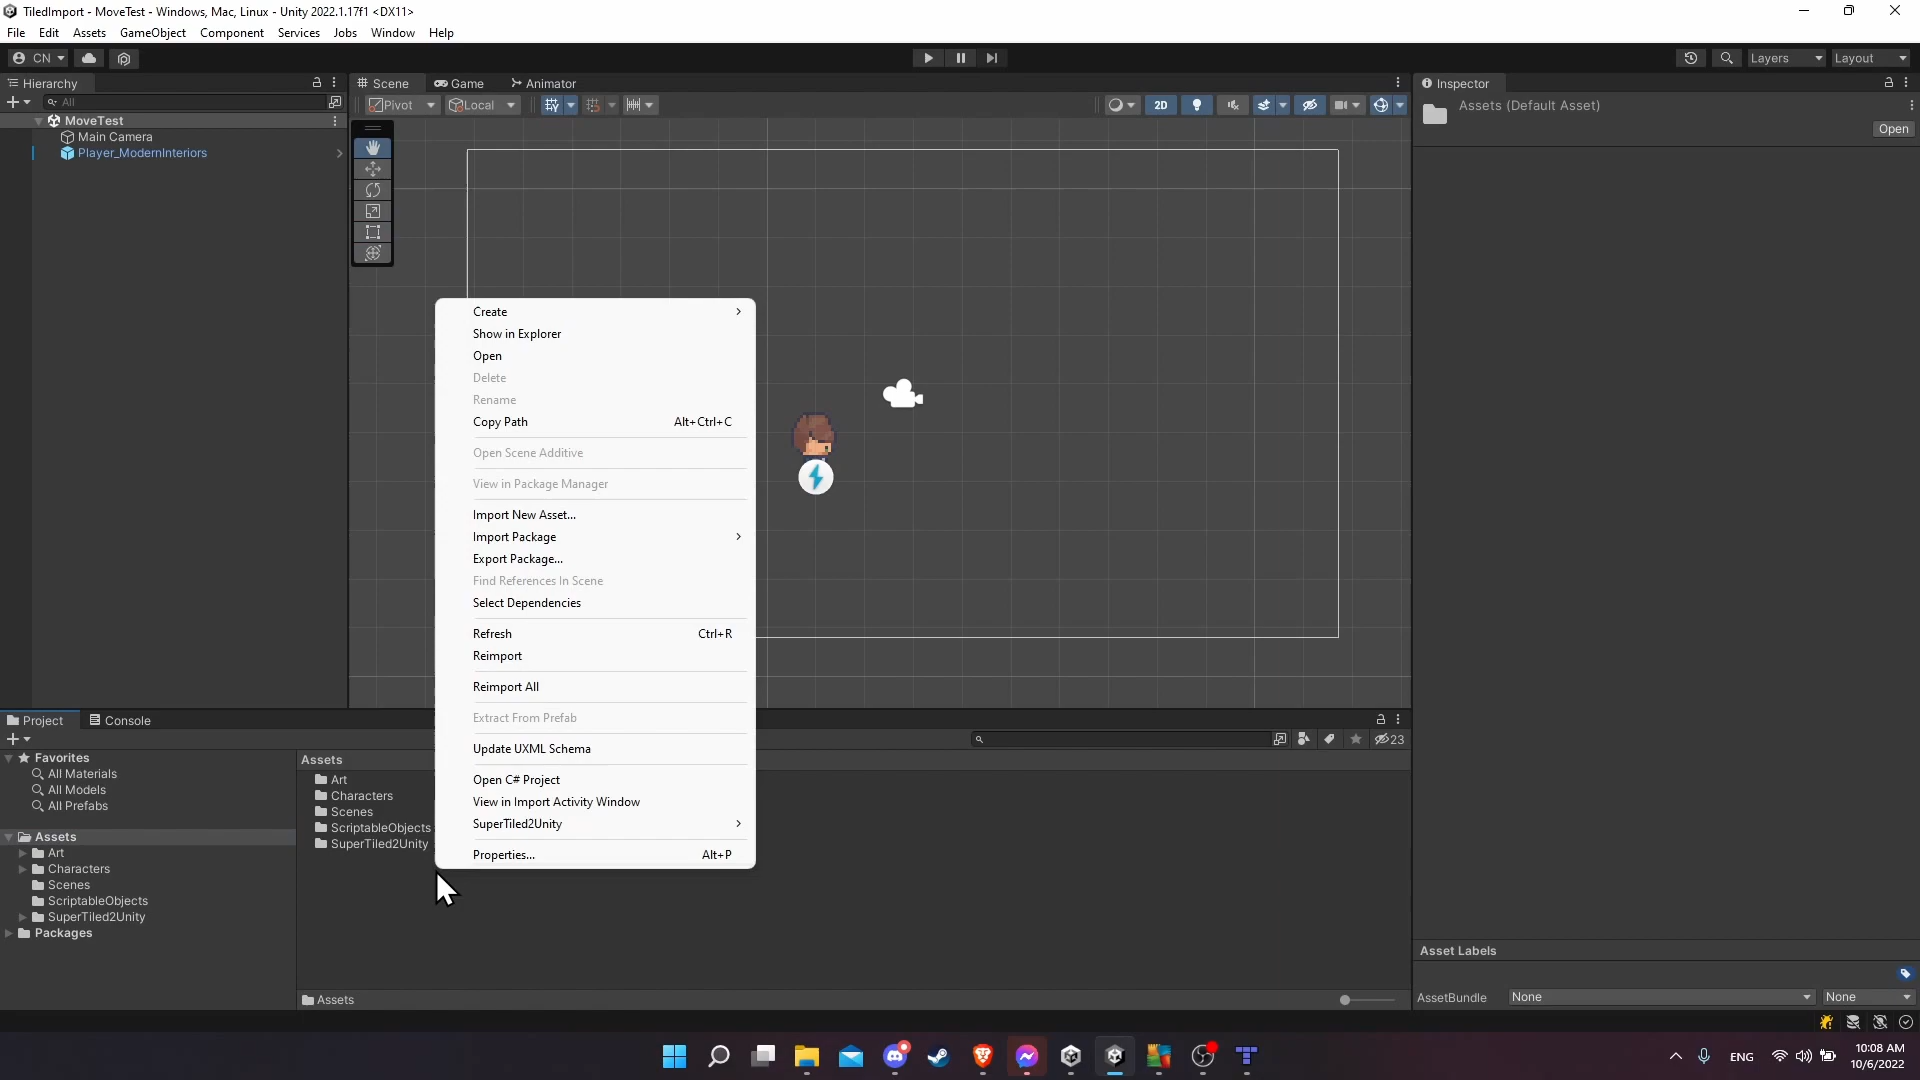 TiledImport - MoveTest - Windows, Mac, Linux - Unity 2022.1.17f1 <DX11>
File Edit Assets GameObject Component Services Jobs Window Help
CN
Layers Layout
Hierarchy
All
MoveTest
Main Camera
Player_ModernInteriors
Scene Game Animator
Pivot Local
2D
Inspector
Assets (Default Asset)
Open
Create
Show in Explorer
Open
Delete
Rename
Copy Path Alt+Ctrl+C
Open Scene Additive
View in Package Manager
Import New Asset...
Import Package
Export Package...
Find References In Scene
Select Dependencies
Refresh Ctrl+R
Reimport
Reimport All
Extract From Prefab
Update UXML Schema
Open C# Project
View in Import Activity Window
SuperTiled2Unity
Properties... Alt+P
Project Console
23
Favorites
All Materials
All Models
All Prefabs
Assets
Art
Characters
Scenes
ScriptableObjects
SuperTiled2Unity
Packages
Assets
Art
Characters
Scenes
ScriptableObjects
SuperTiled2Unity
Assets
Asset Labels
AssetBundle None None
ENG
10:08 AM
10/6/2022